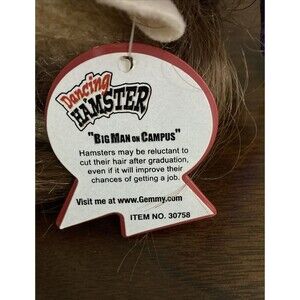 Dancing
HAMSTER
"BIG MAN ON CAMPUS"
Hamsters may be reluctant to
cut their hair after graduation,
even if it will improve their
chances of getting a job.
Visit me at www.Gemmy.com
ITEM NO. 30758